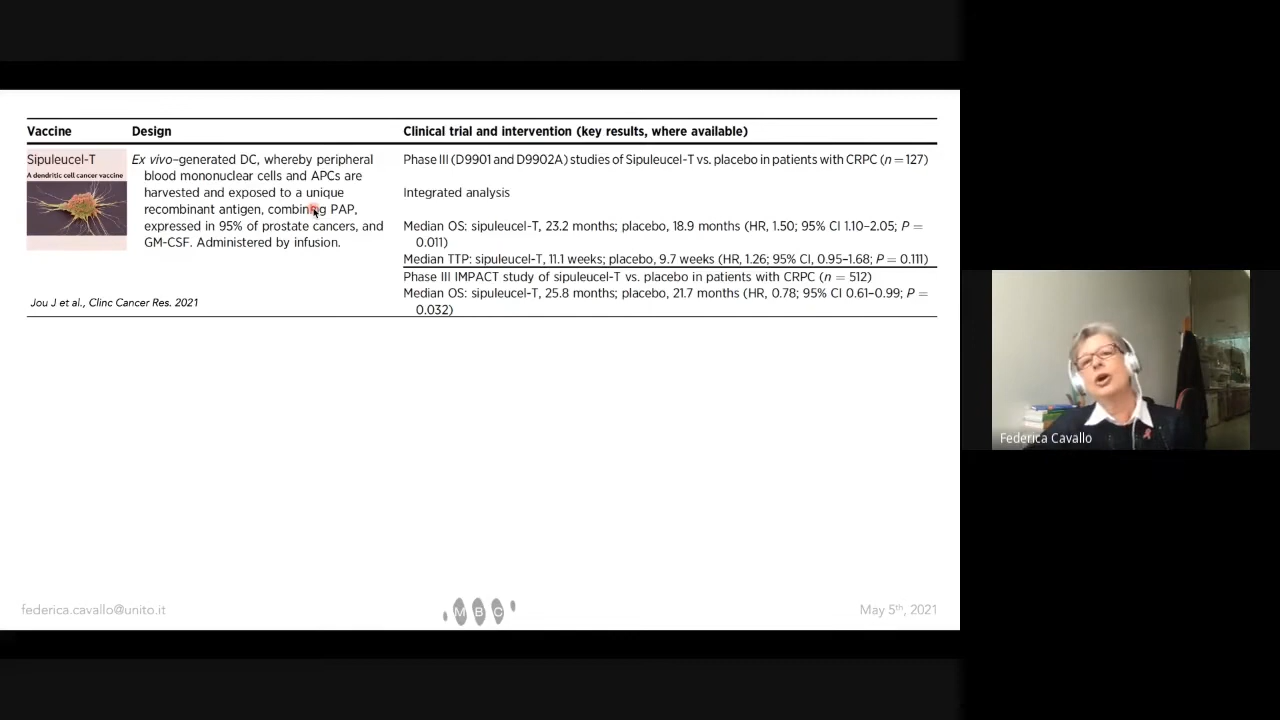 Vaccine Design Clinical trial and intervention (key results, where available)
Sipuleucel-T
A dendritic cell cancer vaccine
Ex vivo–generated DC, whereby peripheral
blood mononuclear cells and APCs are
harvested and exposed to a unique
recombinant antigen, combining PAP,
expressed in 95% of prostate cancers, and
GM-CSF. Administered by infusion.
Phase III (D9901 and D9902A) studies of Sipuleucel-T vs. placebo in patients with CRPC (n = 127)
Integrated analysis
Median OS: sipuleucel-T, 23.2 months; placebo, 18.9 months (HR, 1.50; 95% CI 1.10–2.05; P =
0.011)
Median TTP: sipuleucel-T, 11.1 weeks; placebo, 9.7 weeks (HR, 1.26; 95% CI, 0.95–1.68; P = 0.111)
Phase III IMPACT study of sipuleucel-T vs. placebo in patients with CRPC (n = 512)
Median OS: sipuleucel-T, 25.8 months; placebo, 21.7 months (HR, 0.78; 95% CI 0.61–0.99; P =
0.032)
Jou J et al., Clinc Cancer Res. 2021
Federica Cavallo
federica.cavallo@unito.it
M B C
May 5th, 2021